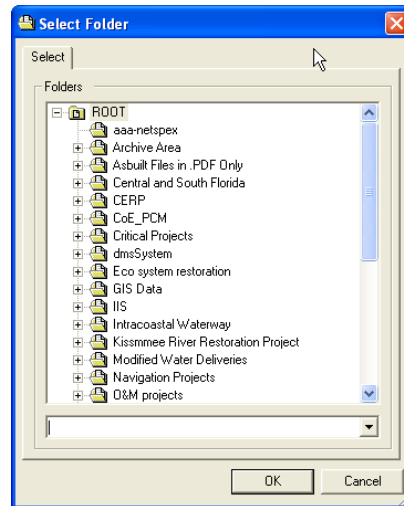 Select Folder
Select
Folders
ROOT
aaa-netspex
Archive Area
Asbuilt Files in .PDF Only
Central and South Florida
CERP
CoE_PCM
Critical Projects
dmsSystem
Eco system restoration
GIS Data
IIS
Intracoastal Waterway
Kissmmee River Restoration Project
Modified Water Deliveries
Navigation Projects
O&M projects
OK Cancel